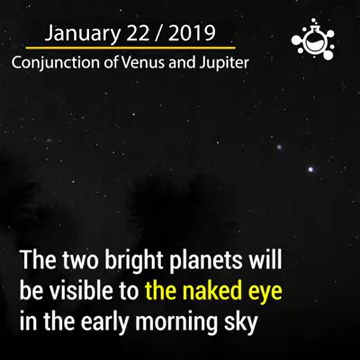 January 22 / 2019
Conjunction of Venus and Jupiter
The two bright planets will
be visible to the naked eye
in the early morning sky